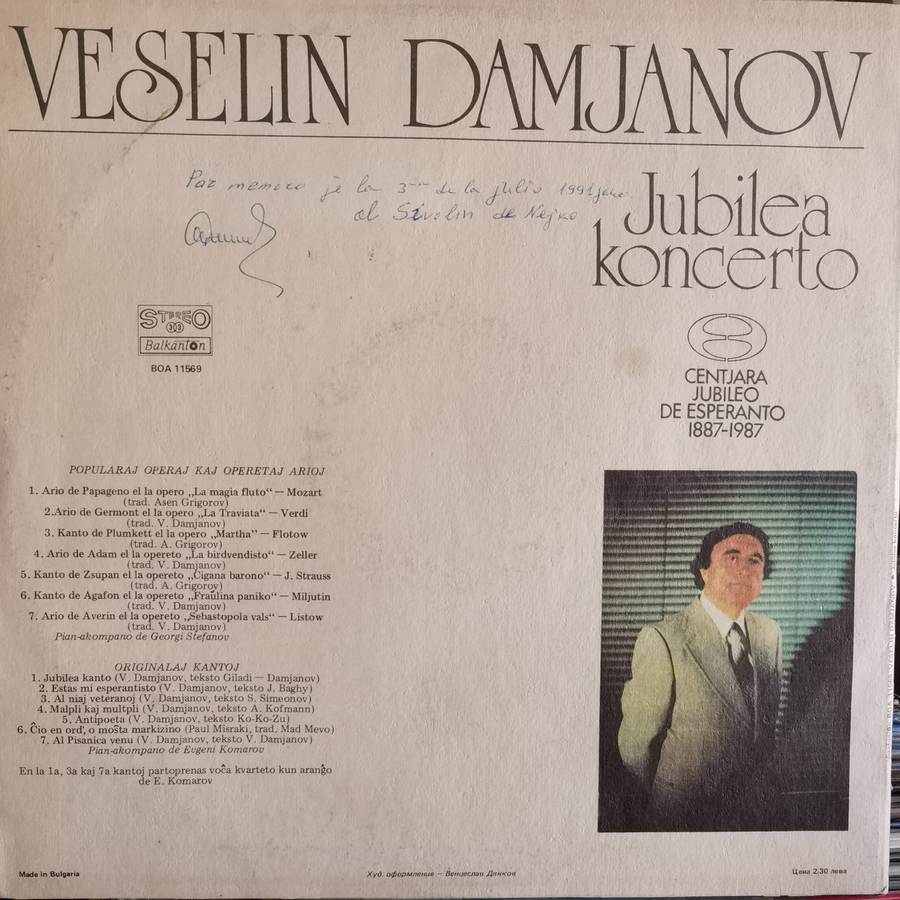 VESELIN DAMJANOV
Por memoro je la 3-an de la julio 1991 jaro
al Sivolin de Nejko
Jubilea
koncerto
STEREO
33
Balkanton
BOA 11569
CENTJARA
JUBILEO
DE ESPERANTO
1887-1987
POPULARAJ OPERAJ KAJ OPERETAJ ARIOJ
1. Ario de Papageno el la opero „La magia fluto“ — Mozart
(trad. Asen Grigorov)
2.Ario de Germont el la opero „La Traviata“ — Verdi
(trad. V. Damjanov)
3. Kanto de Plumkett el la opero „Martha“ — Flotow
(trad. A. Grigorov)
4. Ario de Adam el la opereto „La birdvendisto“ — Zeller
(trad. V. Damjanov)
5. Kanto de Zsupan el la opereto „Cigana barono“ — J. Strauss
(trad. A. Grigorov)
6. Kanto de Agafon el la opereto „Fraŭlina paniko“ — Miljutin
(trad. V. Damjanov)
7. Ario de Averin el la opereto „Sebastopola vals“ — Listow
(trad. V. Damjanov)
Pian-akompano de Georgi Stefanov
ORIGINALAJ KANTOJ
1. Jubilea kanto (V. Damjanov, teksto Giladi — Damjanov)
2. Estas mi esperantisto (V. Damjanov, teksto J. Baghy)
3. Al niaj veteranoj (V. Damjanov, teksto S. Simeonov)
4. Malpli kaj multpli (V. Damjanov, teksto A. Kofmann)
5. Antipoeta (V. Damjanov, teksto Ko-Ko-Zu)
6. Ĉio en ord', o moŝta markizino (Paul Misraki, trad. Mad Mevo)
7. Al Pisanica venu (V. Damjanov, teksto V. Damjanov)
Pian-akompano de Evgeni Komarov
En la 1a, 3a kaj 7a kantoj partoprenas voĉa kvarteto kun aranĝo
de E. Komarov
Made in Bulgaria
Худ. оформление — Венцеслав Дянков
Цена 2.30 лева